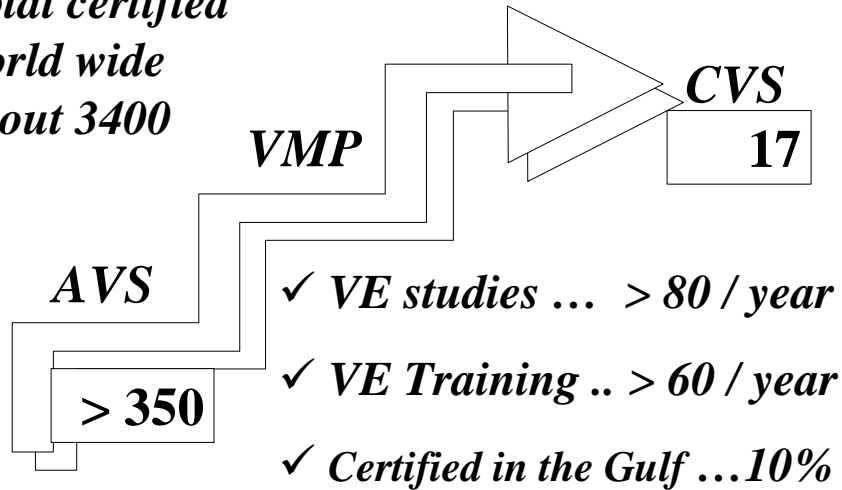 certified
wide
3400
CVS
17
VMP
AVS
> 350
✓ VE studies … > 80 / year
✓ VE Training .. > 60 / year
✓ Certified in the Gulf …10%